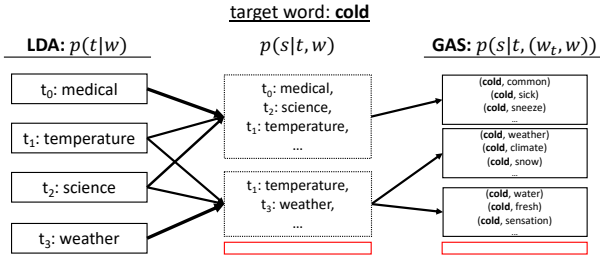 target word: cold
LDA: p(t|w)
p(s|t, w)
GAS: p(s|t, (w_t, w))
t₀: medical
t₁: temperature
t₂: science
t₃: weather
t₀: medical,
t₂: science,
t₁: temperature,
...
t₁: temperature,
t₃: weather,
...
(cold, common)
(cold, sick)
(cold, sneeze)
...
(cold, weather)
(cold, climate)
(cold, snow)
...
(cold, water)
(cold, fresh)
(cold, sensation)
...